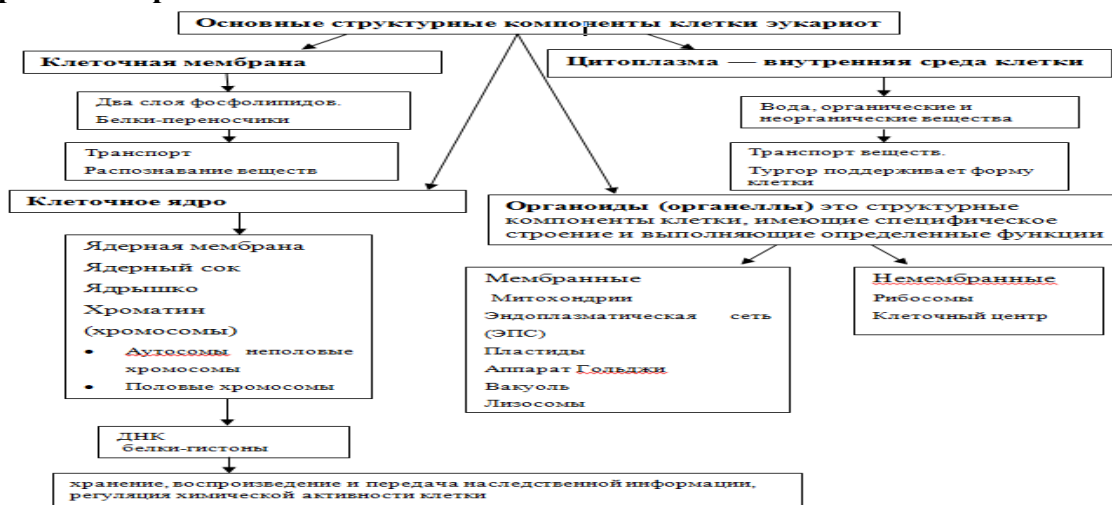 Основные структурные компоненты клетки эукариот
Клеточная мембрана
Цитоплазма — внутренняя среда клетки
Два слоя фосфолипидов.
Белки-переносчики
Вода, органические и
неорганические вещества
Транспорт
Распознавание веществ
Транспорт веществ.
Тургор поддерживает форму
клетки
Клеточное ядро
Органоиды (органеллы) это структурные
компоненты клетки, имеющие специфическое
строение и выполняющие определенные функции
Ядерная мембрана
Ядерный сок
Ядрышко
Хроматин
(хромосомы)
• Аутосомы неполовые
хромосомы
• Половые хромосомы
Мембранные
Митохондрии
Эндоплазматическая сеть
(ЭПС)
Пластиды
Аппарат Гольджи
Вакуоль
Лизосомы
Немембранные
Рибосомы
Клеточный центр
ДНК
белки-гистоны
хранение, воспроизведение и передача наследственной информации,
регуляция химической активности клетки